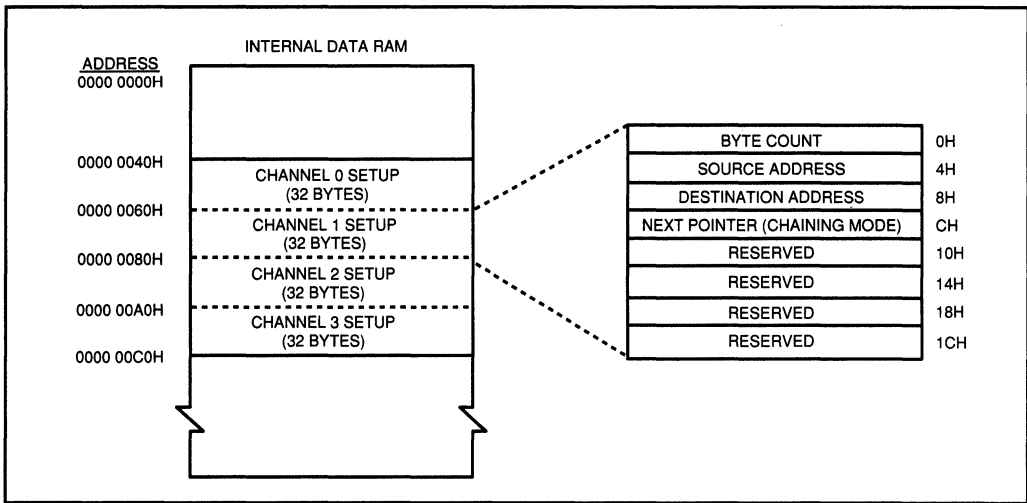 INTERNAL DATA RAM
ADDRESS
0000 0000H
0000 0040H
CHANNEL 0 SETUP
(32 BYTES)
0000 0060H
CHANNEL 1 SETUP
(32 BYTES)
0000 0080H
CHANNEL 2 SETUP
(32 BYTES)
0000 00A0H
CHANNEL 3 SETUP
(32 BYTES)
0000 00C0H
BYTE COUNT 0H
SOURCE ADDRESS 4H
DESTINATION ADDRESS 8H
NEXT POINTER (CHAINING MODE) CH
RESERVED 10H
RESERVED 14H
RESERVED 18H
RESERVED 1CH